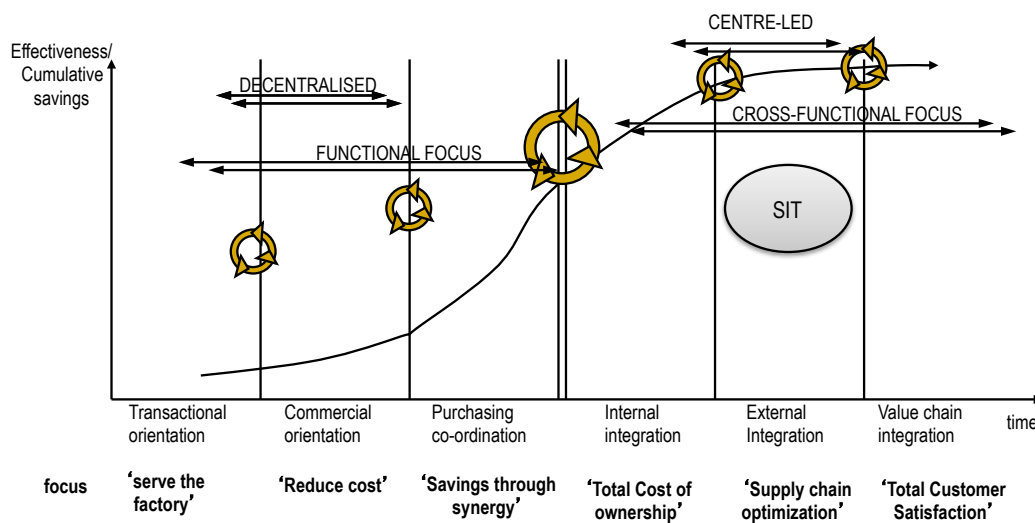 CENTRE-LED
Effectiveness/
Cumulative
savings
DECENTRALISED
CROSS-FUNCTIONAL FOCUS
FUNCTIONAL FOCUS
SIT
Transactional
orientation
Commercial
orientation
Purchasing
co-ordination
Internal
integration
External
Integration
Value chain
integration
time
focus
‘serve the
factory’
‘Reduce cost’
‘Savings through
synergy’
‘Total Cost of
ownership’
‘Supply chain
optimization’
‘Total Customer
Satisfaction’